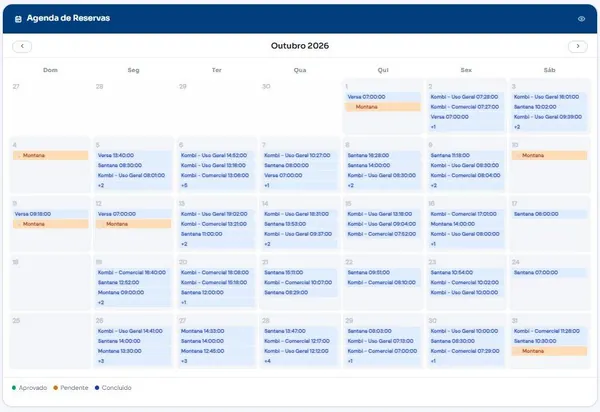 Agenda de Reservas
Outubro 2026
Dom Seg Ter Qua Qui Sex Sáb
27 28 29 30 1 2 3
Versa 07:00:00
Montana
Kombi - Uso Geral 07:28:00
Kombi - Comercial 07:27:00
Versa 07:00:00
+1
Kombi - Uso Geral 16:01:00
Santana 10:02:00
Kombi - Uso Geral 09:39:00
+2
4 5 6 7 8 9 10
Montana
Versa 13:40:00
Santana 08:30:00
Kombi - Uso Geral 08:01:00
+2
Kombi - Uso Geral 14:52:00
Kombi - Uso Geral 13:16:00
Kombi - Comercial 13:06:00
+5
Kombi - Uso Geral 10:27:00
Santana 08:00:00
Versa 07:00:00
+1
Santana 16:28:00
Santana 14:00:00
Kombi - Uso Geral 08:30:00
+2
Santana 11:13:00
Kombi - Uso Geral 09:30:00
Kombi - Comercial 08:04:00
+2
Montana
11 12 13 14 15 16 17
Versa 09:18:00
Montana
Versa 07:00:00
Montana
Kombi - Uso Geral 19:02:00
Kombi - Comercial 13:21:00
Santana 11:00:00
+2
Kombi - Uso Geral 18:31:00
Santana 13:53:00
Kombi - Uso Geral 09:37:00
+2
Kombi - Uso Geral 13:18:00
Kombi - Uso Geral 09:04:00
Kombi - Comercial 07:52:00
Kombi - Comercial 17:01:00
Montana 14:00:00
Kombi - Uso Geral 08:00:00
+1
Santana 08:00:00
18 19 20 21 22 23 24
Kombi - Comercial 16:40:00
Santana 12:52:00
Montana 09:00:00
+2
Kombi - Comercial 18:08:00
Kombi - Comercial 15:18:00
Santana 12:00:00
+1
Santana 15:11:00
Kombi - Comercial 10:07:00
Santana 08:29:00
Santana 09:51:00
Kombi - Comercial 08:10:00
Santana 10:54:00
Kombi - Comercial 10:02:00
Kombi - Uso Geral 10:00:00
Santana 07:00:00
25 26 27 28 29 30 31
Kombi - Uso Geral 14:41:00
Santana 14:00:00
Montana 13:30:00
+3
Montana 14:33:00
Santana 14:00:00
Montana 12:45:00
+3
Santana 13:47:00
Kombi - Comercial 12:17:00
Kombi - Uso Geral 12:12:00
+4
Santana 08:03:00
Kombi - Uso Geral 07:13:00
Kombi - Comercial 07:00:00
+1
Kombi - Uso Geral 10:00:00
Santana 08:30:00
Kombi - Comercial 07:29:00
+1
Kombi - Comercial 11:26:00
Santana 10:30:00
Montana
Aprovado Pendente Concluído